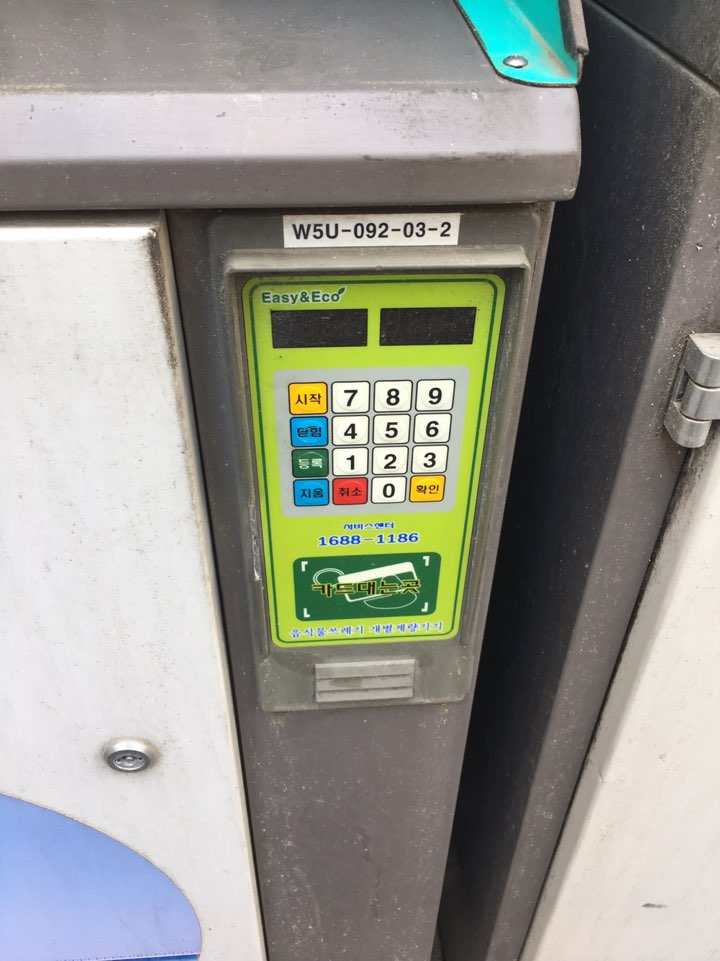 W5U-092-03-2
Easy&Eco
시작 7 8 9
닫힘 4 5 6
등록 1 2 3
지움 취소 0 확인
서비스센터
1688-1186
카드대는곳
음식물쓰레기 개별계량기기